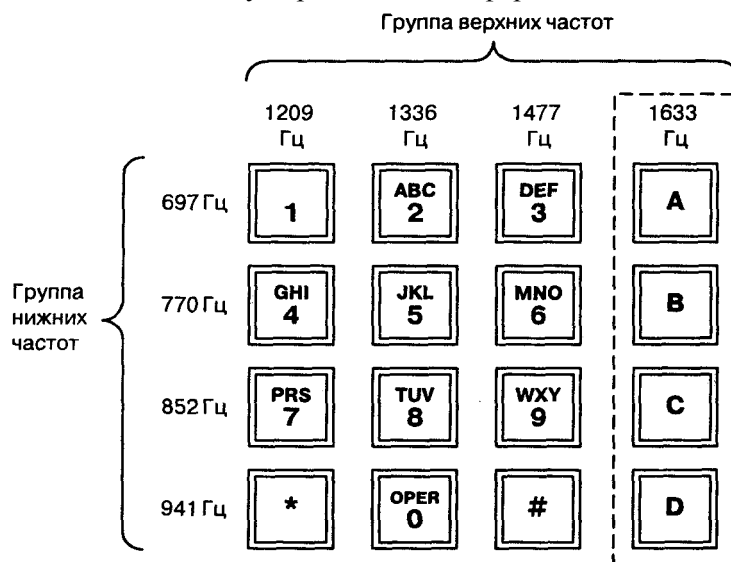 Группа верхних частот
1209 1336 1477 1633
Гц Гц Гц Гц
697 Гц
1
ABC
2
DEF
3
A
Группа
нижних
частот
770 Гц
GHI
4
JKL
5
MNO
6
B
852 Гц
PRS
7
TUV
8
WXY
9
C
941 Гц
*
OPER
0
#
D